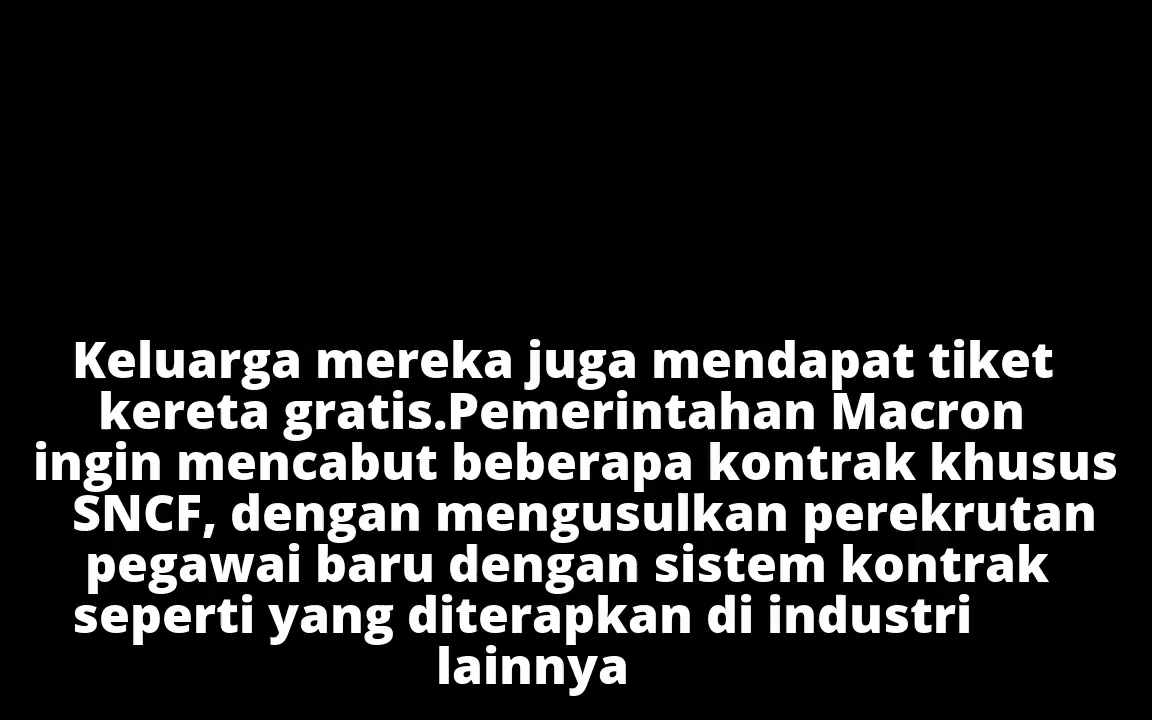 Keluarga mereka juga mendapat tiket
kereta gratis.Pemerintahan Macron
ingin mencabut beberapa kontrak khusus
SNCF, dengan mengusulkan perekrutan
pegawai baru dengan sistem kontrak
seperti yang diterapkan di industri
lainnya